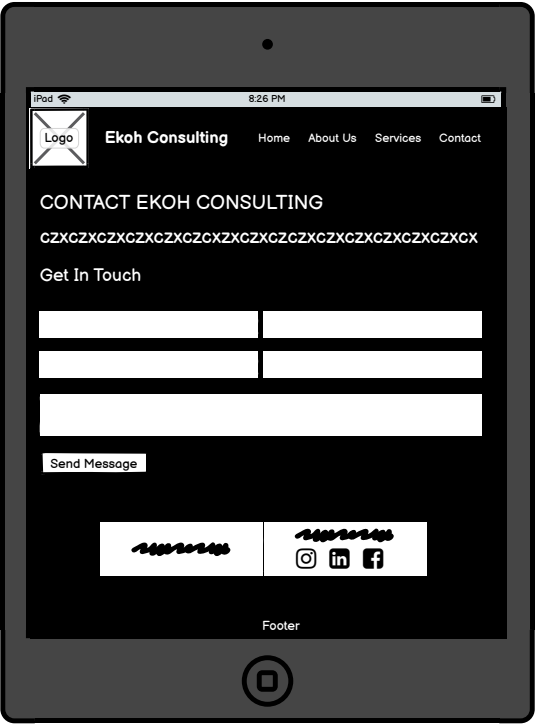 iPad 8:26 PM
Logo Ekoh Consulting Home About Us Services Contact
CONTACT EKOH CONSULTING
CZXCZXCZXCZXCZXCZCXZXZXCZXCZCZXCZXCZXCZXCZXCZXCX
Get In Touch
Send Message
Footer